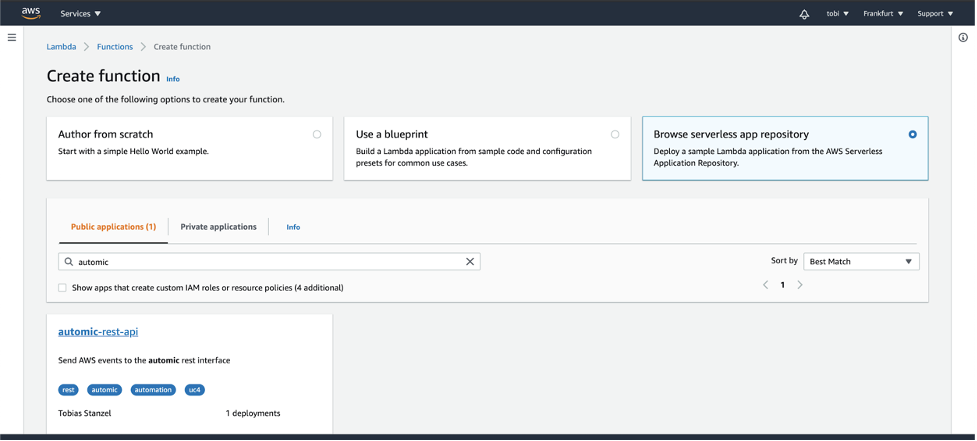 aws Services tobi Frankfurt Support
Lambda Functions Create function
Create function Info
Choose one of the following options to create your function.
Author from scratch
Start with a simple Hello World example.
Use a blueprint
Build a Lambda application from sample code and configuration
presets for common use cases.
Browse serverless app repository
Deploy a sample Lambda application from the AWS Serverless
Application Repository.
Public applications (1) Private applications Info
automic
Sort by Best Match
Show apps that create custom IAM roles or resource policies (4 additional)
1
automic-rest-api
Send AWS events to the automic rest interface
rest automic automation uc4
Tobias Stanzel 1 deployments